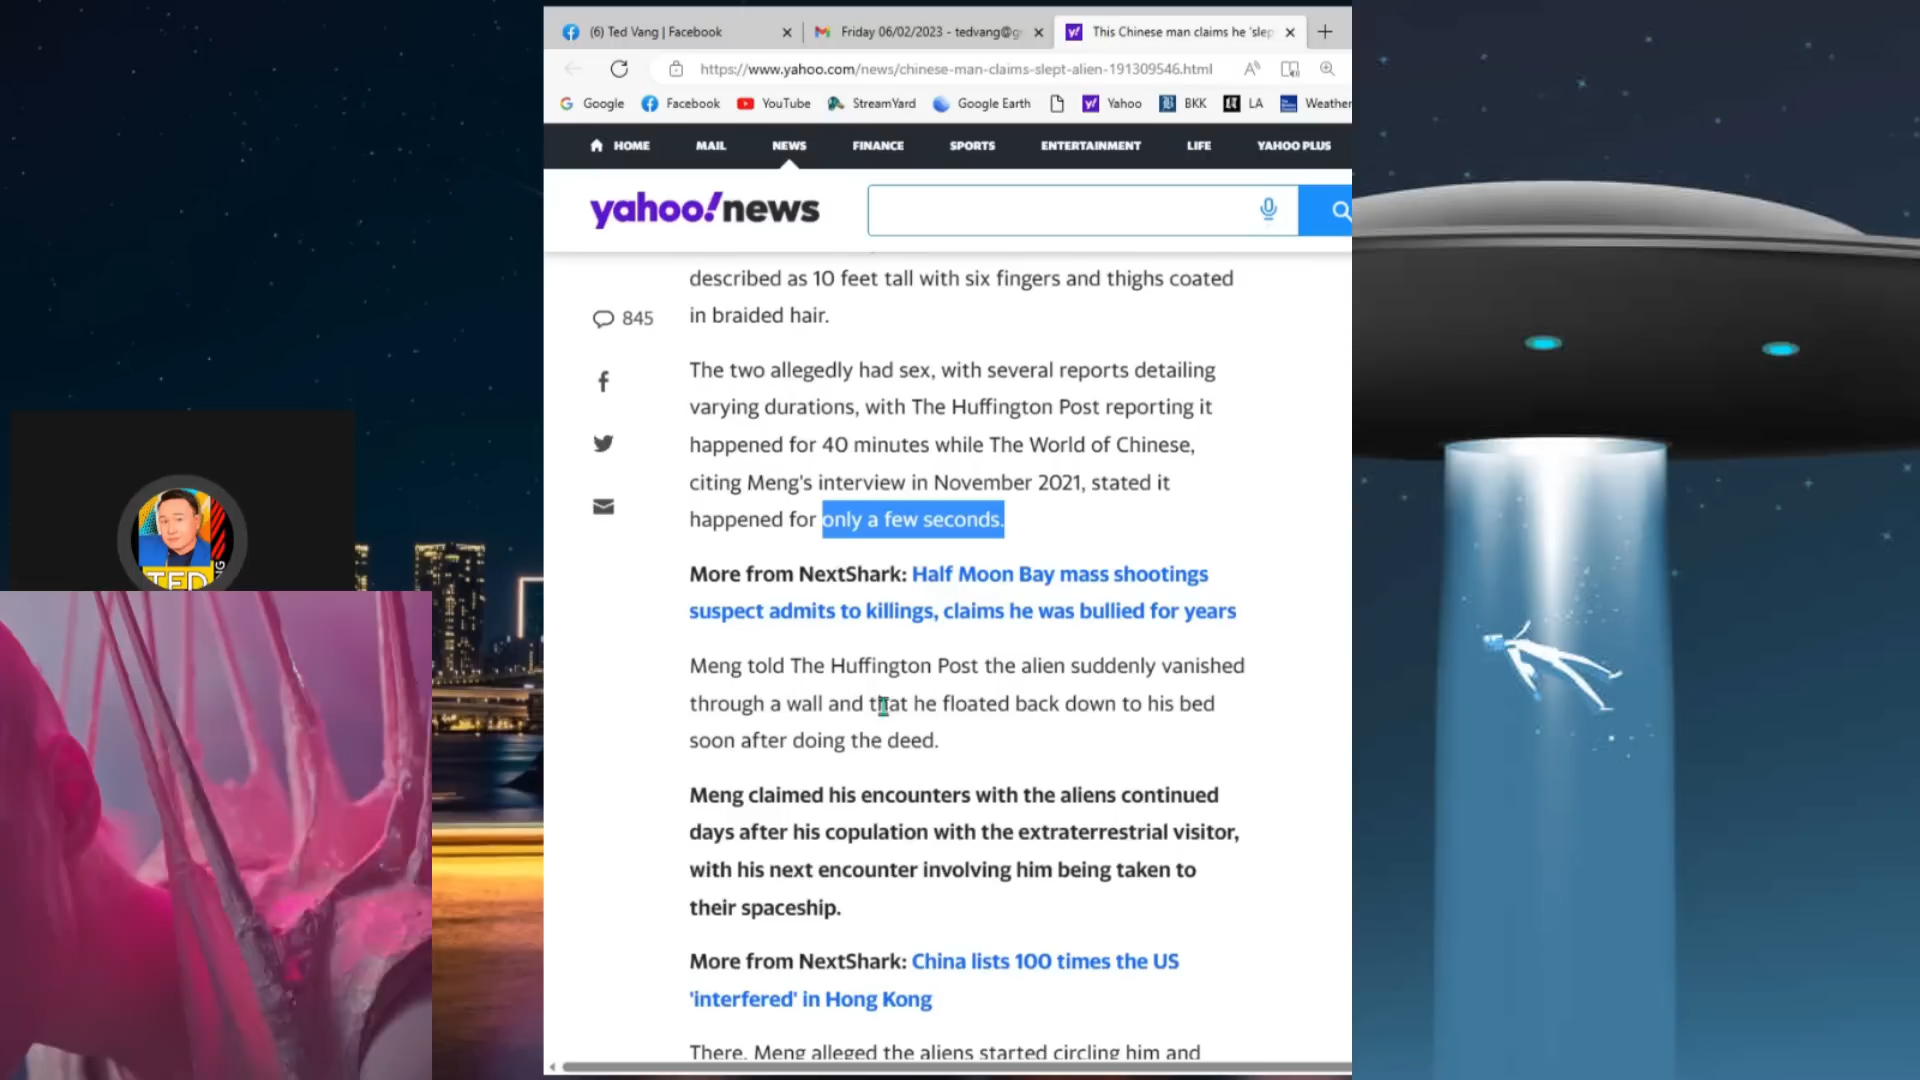 (6) Ted Vang | Facebook
Friday 06/02/2023 - tedvang@g
This Chinese man claims he 'slep
https://www.yahoo.com/news/chinese-man-claims-slept-alien-191309546.html
Google
Facebook
YouTube
StreamYard
Google Earth
Yahoo
BKK
LA
Weather
HOME
MAIL
NEWS
FINANCE
SPORTS
ENTERTAINMENT
LIFE
YAHOO PLUS
yahoo!news
described as 10 feet tall with six fingers and thighs coated
in braided hair.
845
The two allegedly had sex, with several reports detailing
varying durations, with The Huffington Post reporting it
happened for 40 minutes while The World of Chinese,
citing Meng's interview in November 2021, stated it
happened for only a few seconds.
More from NextShark: Half Moon Bay mass shootings
suspect admits to killings, claims he was bullied for years
Meng told The Huffington Post the alien suddenly vanished
through a wall and that he floated back down to his bed
soon after doing the deed.
Meng claimed his encounters with the aliens continued
days after his copulation with the extraterrestrial visitor,
with his next encounter involving him being taken to
their spaceship.
More from NextShark: China lists 100 times the US
'interfered' in Hong Kong
There, Meng alleged the aliens started circling him and
TED